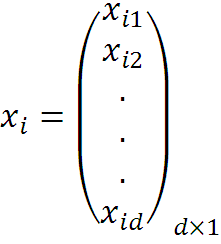 x_{i1}
x_{i2}
.
x_i =
.
.
x_{id}
d×1